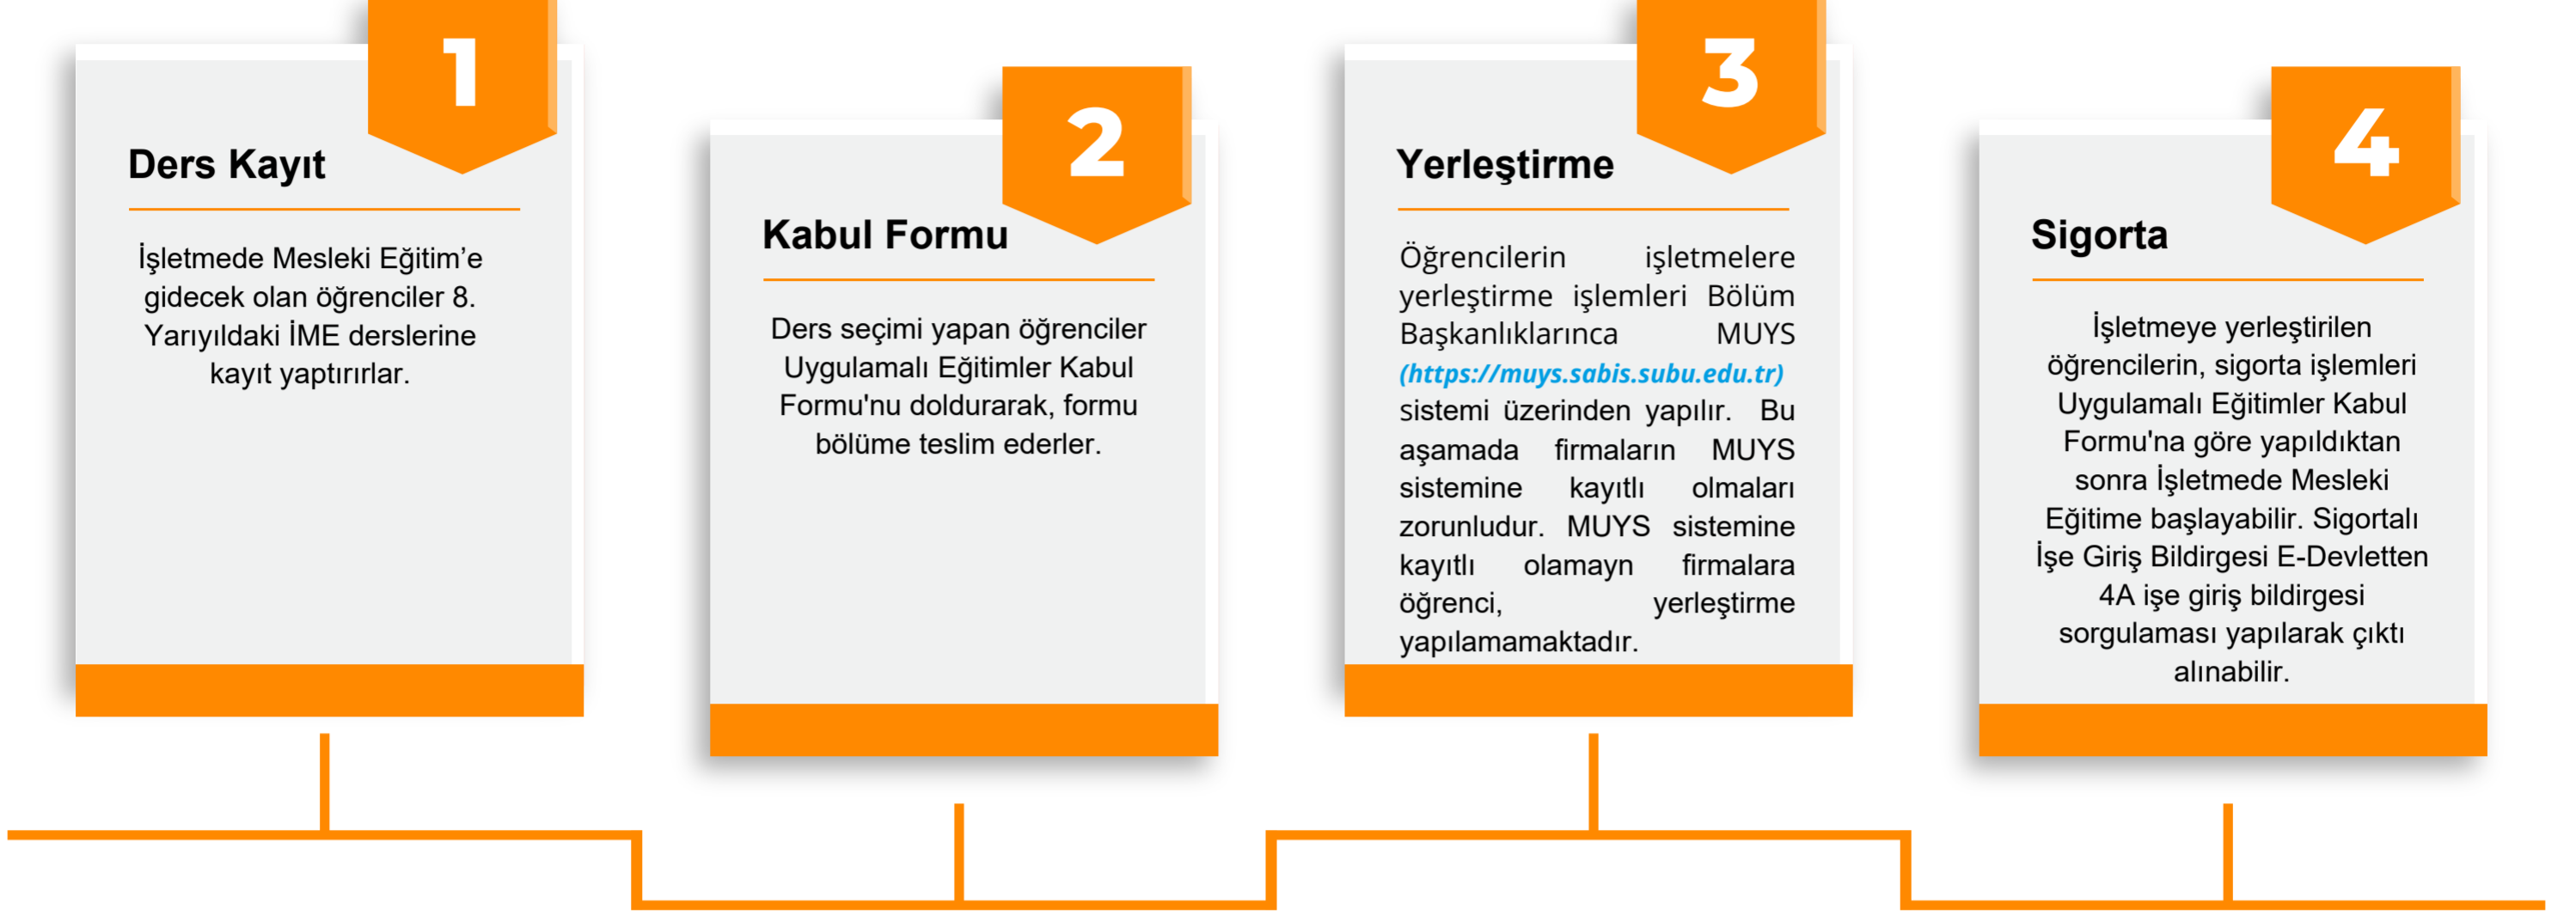 1
Ders Kayıt
İşletmede Mesleki Eğitim’e
gidecek olan öğrenciler 8.
Yarıyıldaki İME derslerine
kayıt yaptırırlar.
2
Kabul Formu
Ders seçimi yapan öğrenciler
Uygulamalı Eğitimler Kabul
Formu'nu doldurarak, formu
bölüme teslim ederler.
3
Yerleştirme
Öğrencilerin işletmelere
yerleştirme işlemleri Bölüm
Başkanlıklarınca MUYS
(https://muys.sabis.subu.edu.tr)
sistemi üzerinden yapılır. Bu
aşamada firmaların MUYS
sistemine kayıtlı olmaları
zorunludur. MUYS sistemine
kayıtlı olamayn firmalara
öğrenci, yerleştirme
yapılamamaktadır.
4
Sigorta
İşletmeye yerleştirilen
öğrencilerin, sigorta işlemleri
Uygulamalı Eğitimler Kabul
Formu'na göre yapıldıktan
sonra İşletmede Mesleki
Eğitime başlayabilir. Sigortalı
İşe Giriş Bildirgesi E-Devletten
4A işe giriş bildirgesi
sorgulaması yapılarak çıktı
alınabilir.